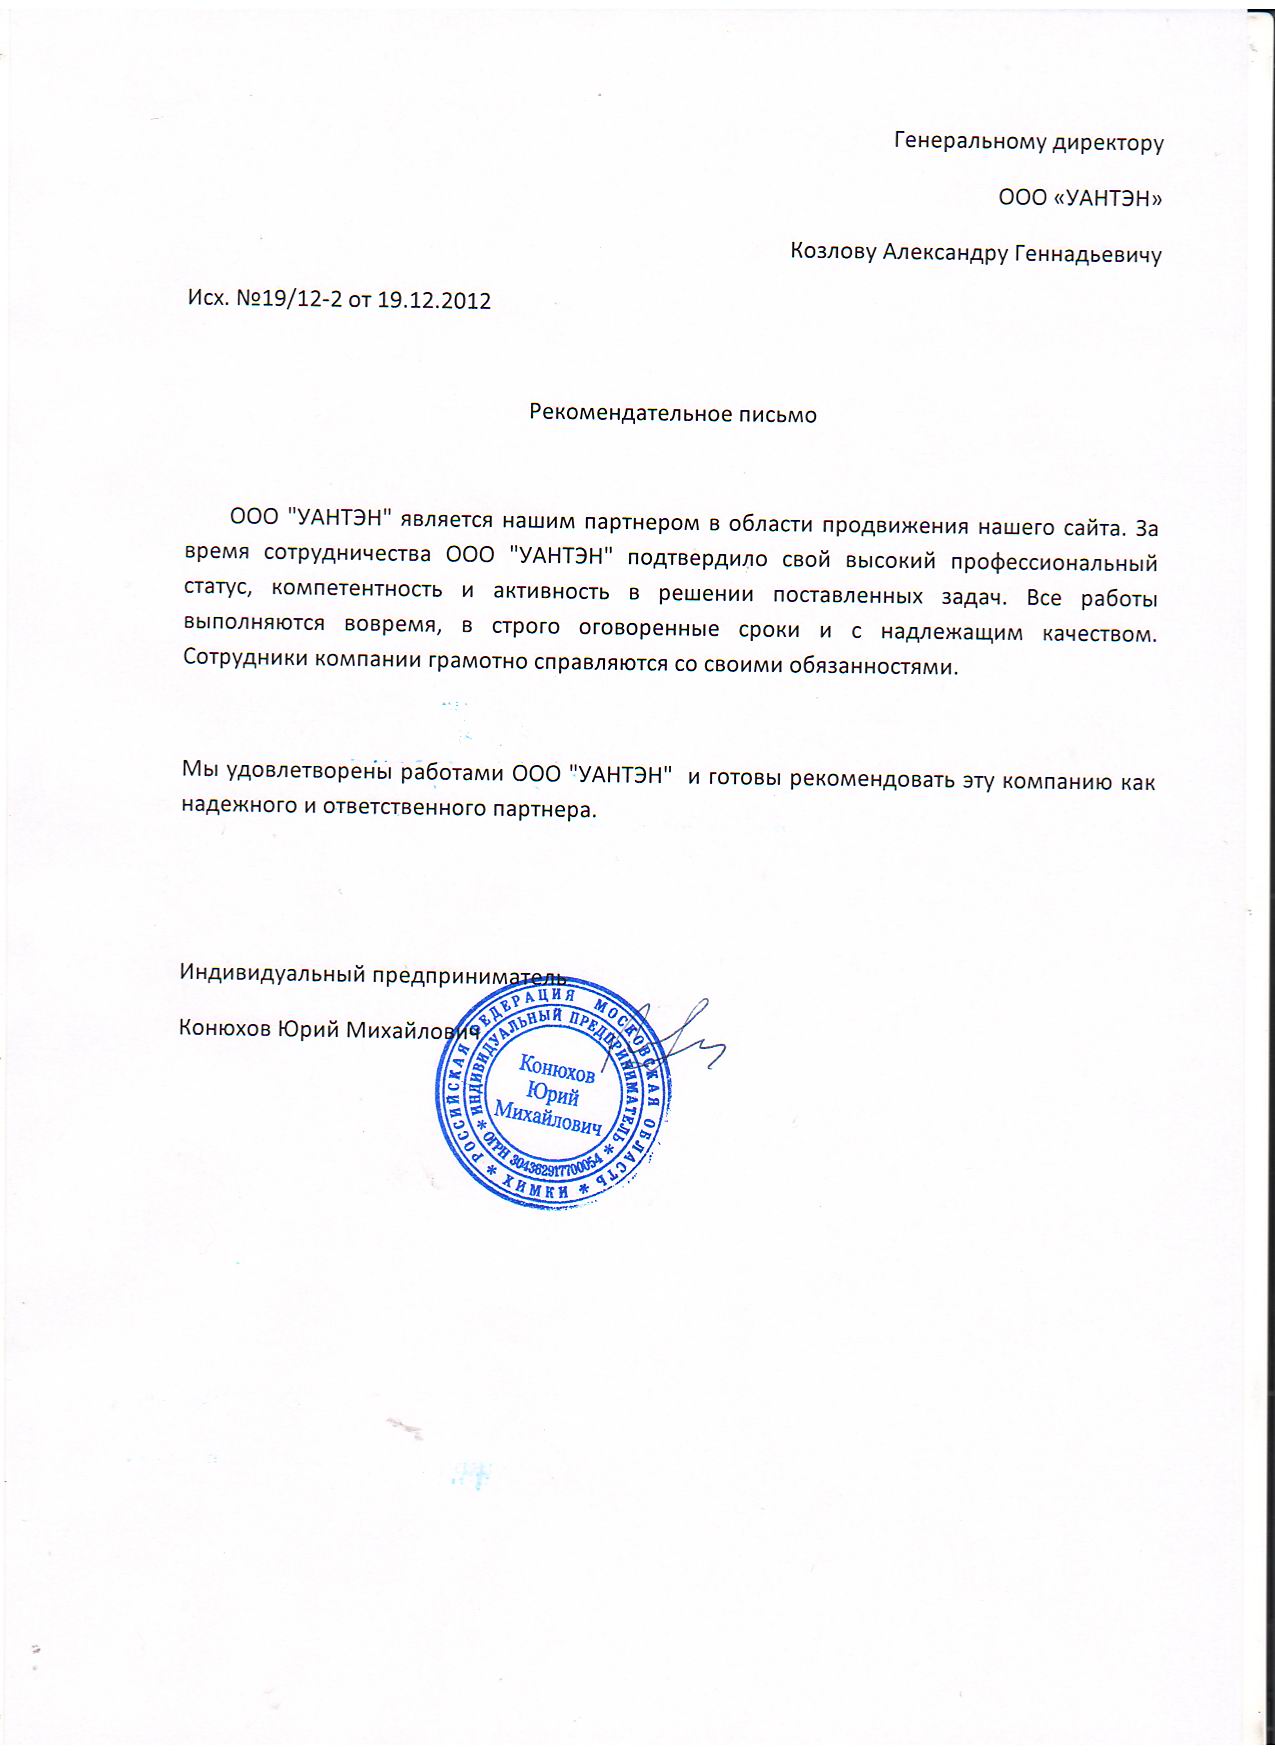 Генеральному директору
ООО «УАНТЭН»
Козлову Александру Геннадьевичу
Исх. №19/12-2 от 19.12.2012
Рекомендательное письмо
ООО "УАНТЭН" является нашим партнером в области продвижения нашего сайта. За
время сотрудничества ООО "УАНТЭН" подтвердило свой высокий профессиональный
статус, компетентность и активность в решении поставленных задач. Все работы
выполняются вовремя, в строго оговоренные сроки и с надлежащим качеством.
Сотрудники компании грамотно справляются со своими обязанностями.
Мы удовлетворены работами ООО "УАНТЭН" и готовы рекомендовать эту компанию как
надежного и ответственного партнера.
Индивидуальный предприниматель
Конюхов Юрий Михайлович
РОССИЙСКАЯ ФЕДЕРАЦИЯ МОСКОВСКАЯ ОБЛАСТЬ * ХИМКИ *
ИНДИВИДУАЛЬНЫЙ ПРЕДПРИНИМАТЕЛЬ * ОГРН 304362917700054 *
Конюхов
Юрий
Михайлович